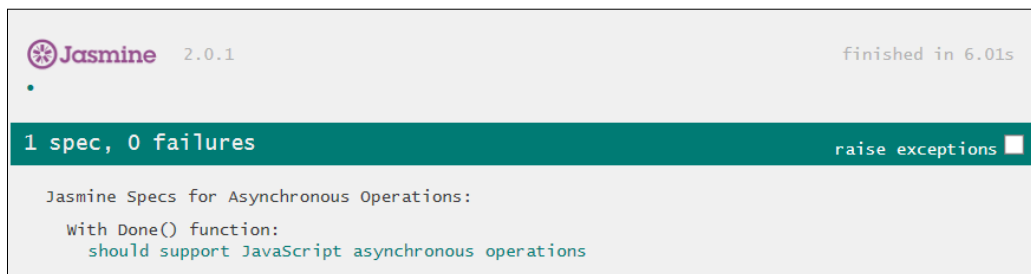 Jasmine 2.0.1 finished in 6.01s
1 spec, 0 failures raise exceptions
Jasmine Specs for Asynchronous Operations:
With Done() function:
should support JavaScript asynchronous operations